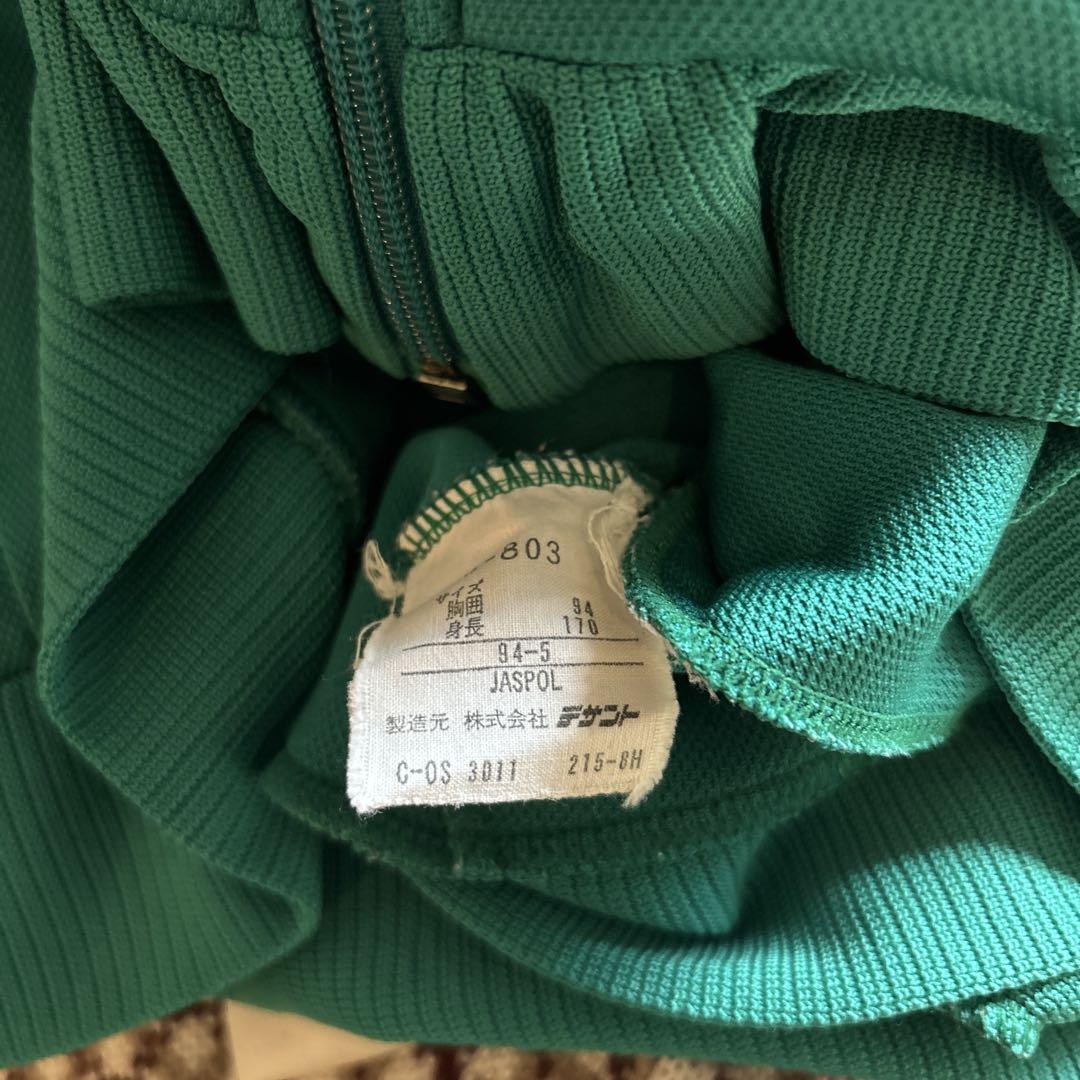 -803
サイズ
胸囲 94
身長 170
94-5
JASPOL
製造元 株式会社 デサント
C-OS 3011 215-8H